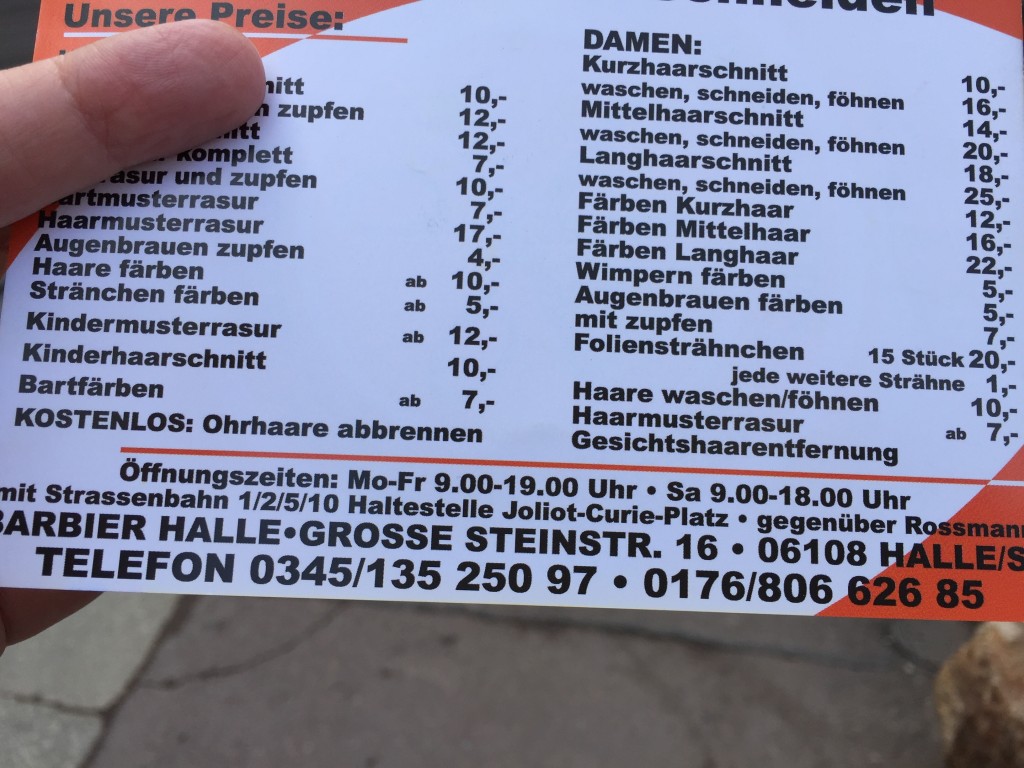 Unsere Preise:
10,-
zupfen 12,-
12,-
komplett 7,-
und zupfen 10,-
7,-
Haarmusterrasur 17,-
Augenbrauen zupfen 4,-
Haare färben ab 10,-
Stränchen färben ab 5,-
Kindermusterrasur ab 12,-
Kinderhaarschnitt 10,-
Bartfärben ab 7,-
KOSTENLOS: Ohrhaare abbrennen
DAMEN:
Kurzhaarschnitt 10,-
waschen, schneiden, föhnen 16,-
Mittelhaarschnitt 14,-
waschen, schneiden, föhnen 20,-
Langhaarschnitt 18,-
waschen, schneiden, föhnen 25,-
Färben Kurzhaar 12,-
Färben Mittelhaar 16,-
Färben Langhaar 22,-
Wimpern färben 5,-
Augenbrauen färben 5,-
mit zupfen 7,-
Foliensträhnchen 15 Stück 20,-
jede weitere Strähne 1,-
Haare waschen/föhnen 10,-
Haarmusterrasur ab 7,-
Gesichtshaarentfernung
Öffnungszeiten: Mo-Fr 9.00-19.00 Uhr • Sa 9.00-18.00 Uhr
mit Strassenbahn 1/2/5/10 Haltestelle Joliot-Curie-Platz • gegenüber Rossmann
BARBIER HALLE•GROSSE STEINSTR. 16 • 06108 HALLE/S
TELEFON 0345/135 250 97 • 0176/806 626 85